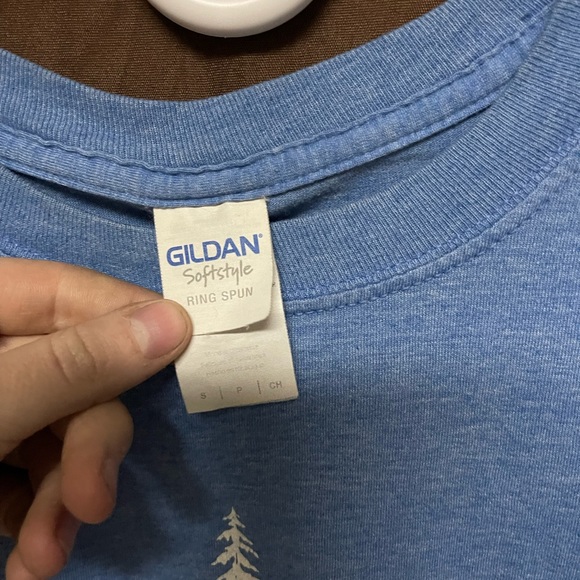 GILDAN®
Softstyle
RING SPUN
S | P | CH